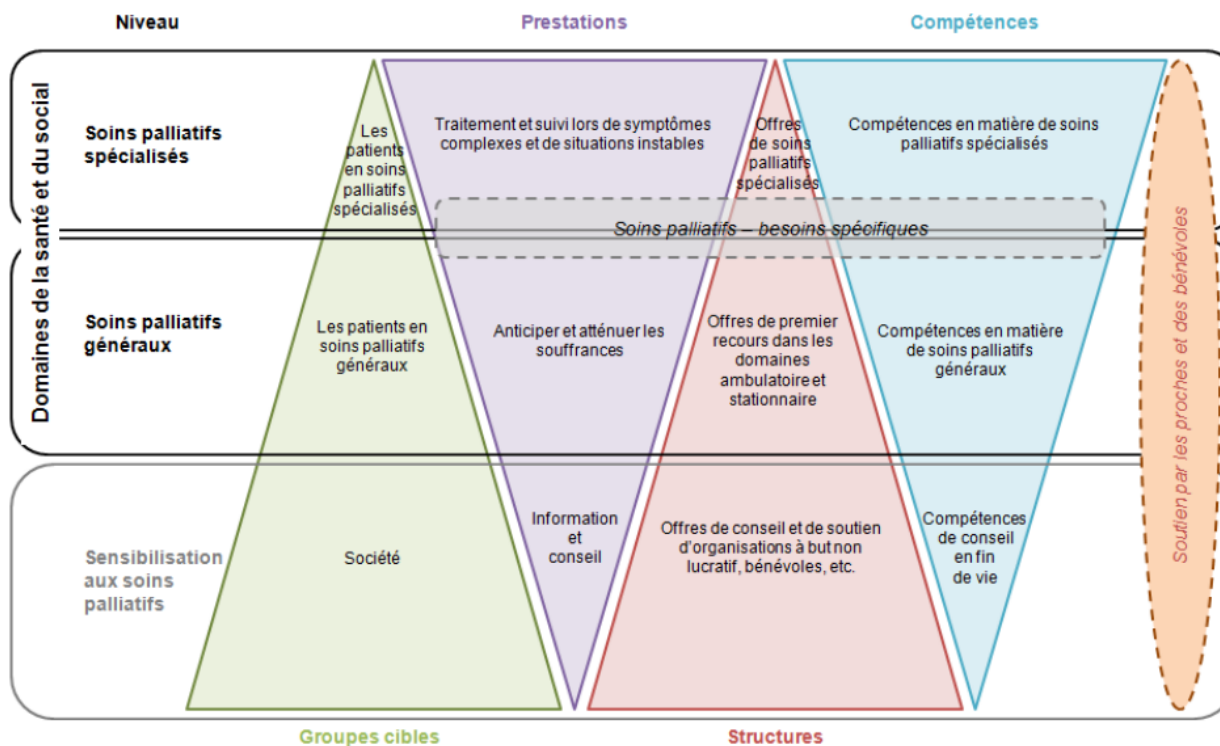 Niveau
Prestations
Compétences
Domaines de la santé et du social
Soins palliatifs
spécialisés
Les
patients
en soins
palliatifs
spécialisés
Traitement et suivi lors de symptômes
complexes et de situations instables
Offres
de soins
palliatifs
spécialisés
Compétences en matière de soins
palliatifs spécialisés
Soins palliatifs – besoins spécifiques
Soins palliatifs
généraux
Les patients en
soins palliatifs
généraux
Anticiper et atténuer les
souffrances
Offres de premier
recours dans les
domaines
ambulatoire et
stationnaire
Compétences en matière
de soins palliatifs
généraux
Soutien par les proches et des bénévoles
Sensibilisation
aux soins
palliatifs
Société
Information
et
conseil
Offres de conseil et de soutien
d'organisations à but non
lucratif, bénévoles, etc.
Compétences
de conseil
en fin
de vie
Groupes cibles
Structures